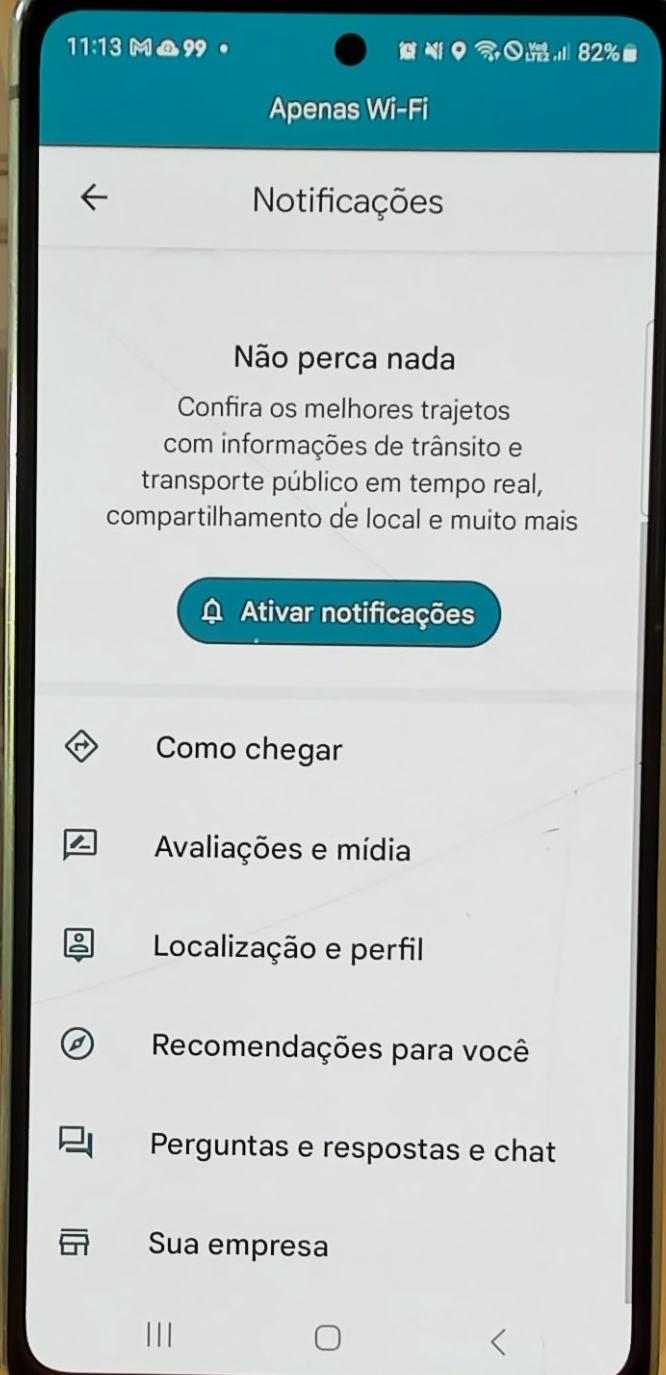 11:13 99 82%
VoD LTE2
Apenas Wi-Fi
Notificações
Não perca nada
Confira os melhores trajetos
com informações de trânsito e
transporte público em tempo real,
compartilhamento de local e muito mais
Ativar notificações
Como chegar
Avaliações e mídia
Localização e perfil
Recomendações para você
Perguntas e respostas e chat
Sua empresa